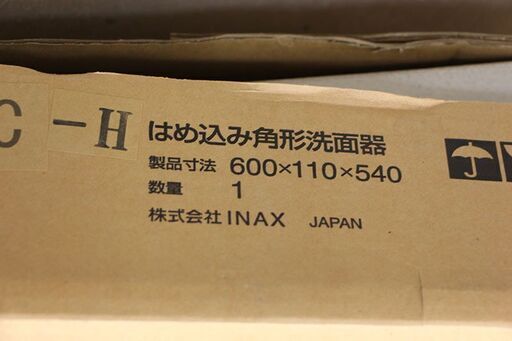 C-H
はめ込み角形洗面器
製品寸法 600×110×540
数量 1
株式会社 INAX JAPAN